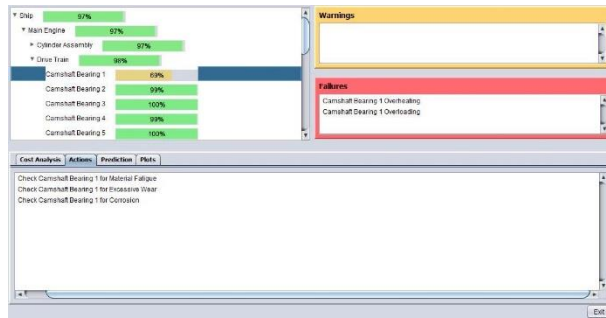 Ship 97%
Main Engine 97%
Cylinder Assembly 97%
Drive Train 98%
Camshaft Bearing 1 69%
Camshaft Bearing 2 99%
Camshaft Bearing 3 100%
Camshaft Bearing 4 99%
Camshaft Bearing 5 100%
Warnings
Failures
Camshaft Bearing 1 Overheating
Camshaft Bearing 1 Overloading
Cost Analysis Actions Prediction Plots
Check Camshaft Bearing 1 for Material Fatigue
Check Camshaft Bearing 1 for Excessive Wear
Check Camshaft Bearing 1 for Corrosion
Exit